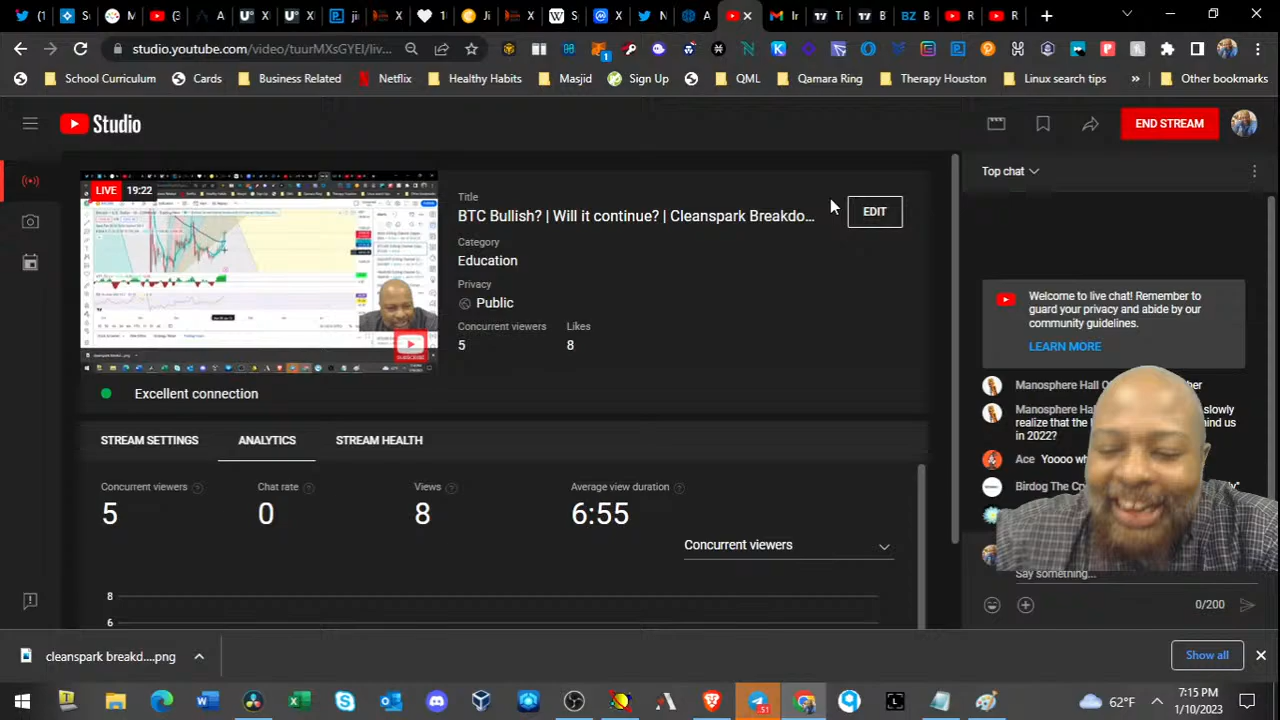 studio.youtube.com/video/tuurMXsGYEI/liv...
School Curriculum
Cards
Business Related
Netflix
Healthy Habits
Masjid
Sign Up
QML
Qamara Ring
Therapy Houston
Linux search tips
»
Other bookmarks
Studio
END STREAM
LIVE 19:22
Title
BTC Bullish? | Will it continue? | Cleanspark Breakdo...
EDIT
Category
Education
Privacy
Public
Concurrent viewers
Likes
5
8
Excellent connection
STREAM SETTINGS
ANALYTICS
STREAM HEALTH
Concurrent viewers
Chat rate
Views
Average view duration
5
0
8
6:55
Concurrent viewers
8
6
Top chat
Welcome to live chat! Remember to
guard your privacy and abide by our
community guidelines.
LEARN MORE
Manosphere Hall
Manosphere Hall slowly
realize that the
in 2022?
Ace Yoooo
Birdog The
Say something...
0/200
cleanspark breakd....png
Show all
51
62°F
7:15 PM
1/10/2023